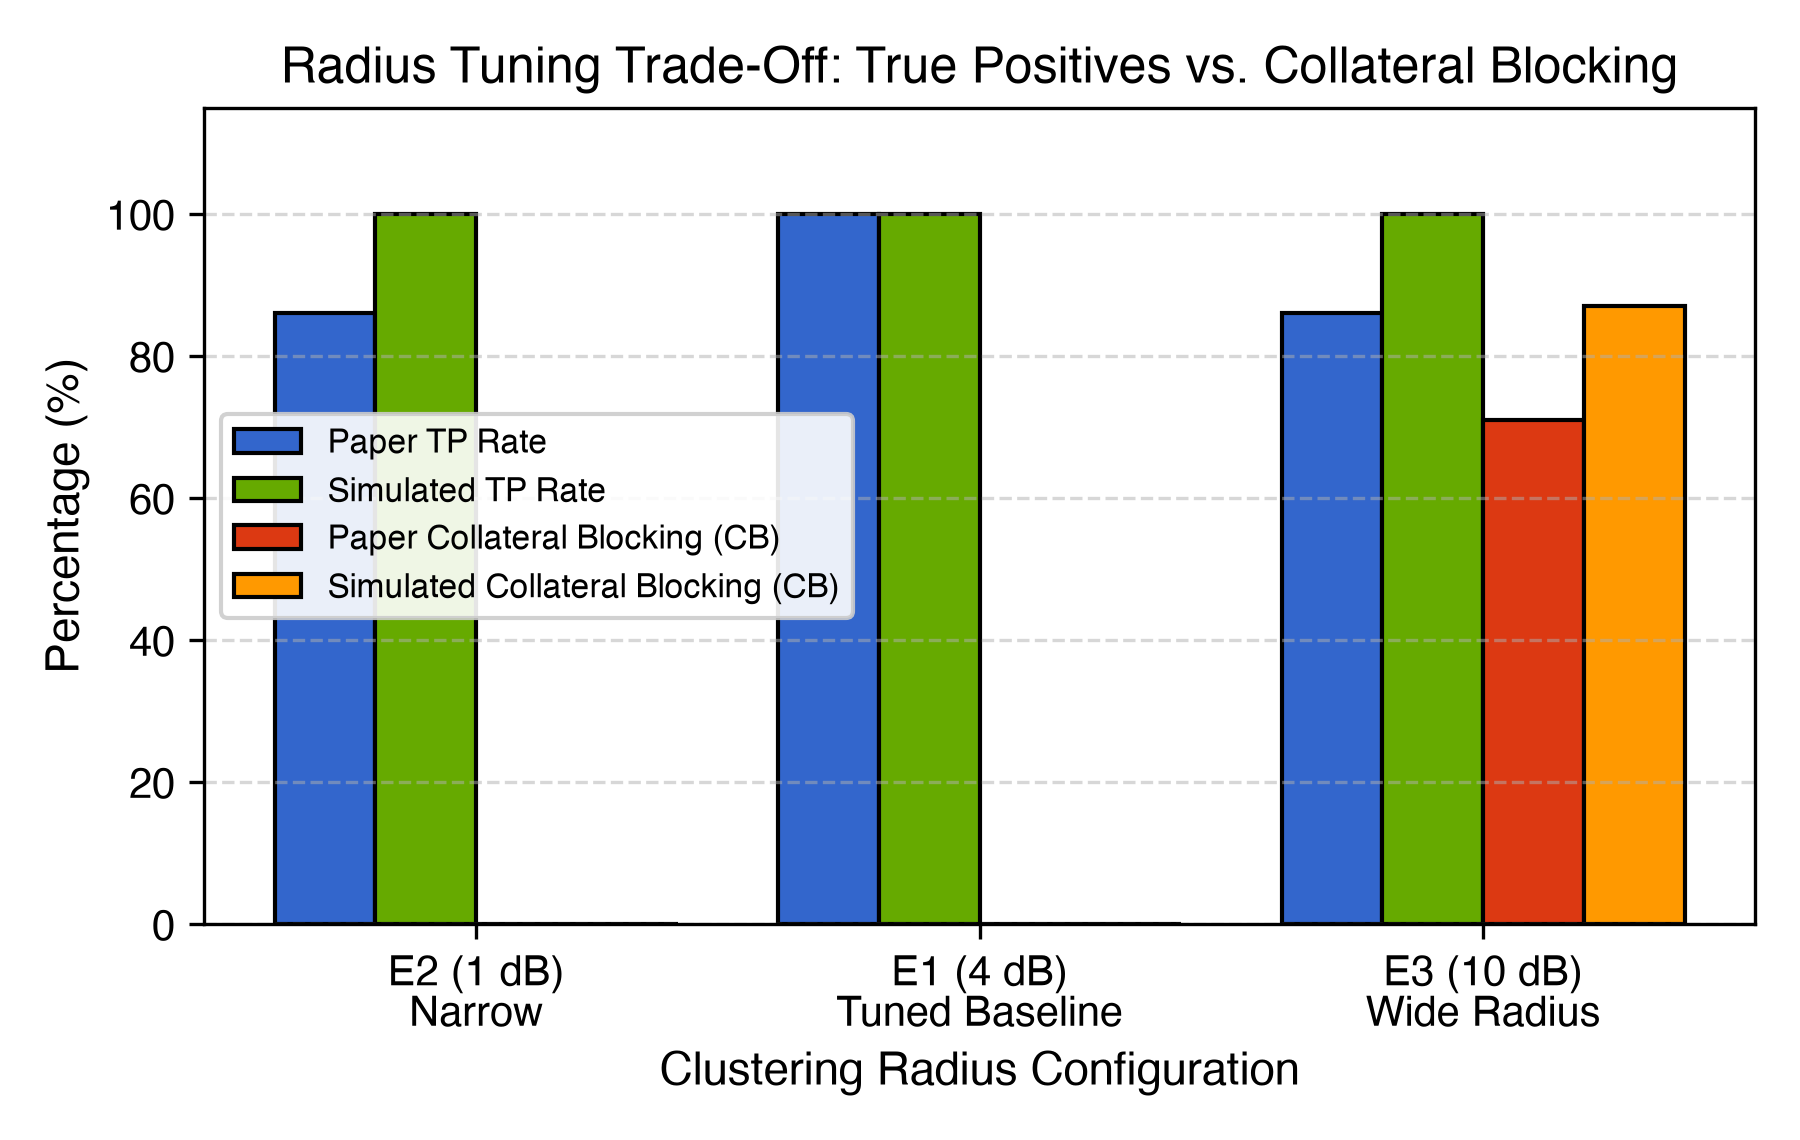 Radius Tuning Trade-Off: True Positives vs. Collateral Blocking
Percentage (%)
100
80
60
40
20
0
Paper TP Rate
Simulated TP Rate
Paper Collateral Blocking (CB)
Simulated Collateral Blocking (CB)
E2 (1 dB)
Narrow
E1 (4 dB)
Tuned Baseline
E3 (10 dB)
Wide Radius
Clustering Radius Configuration